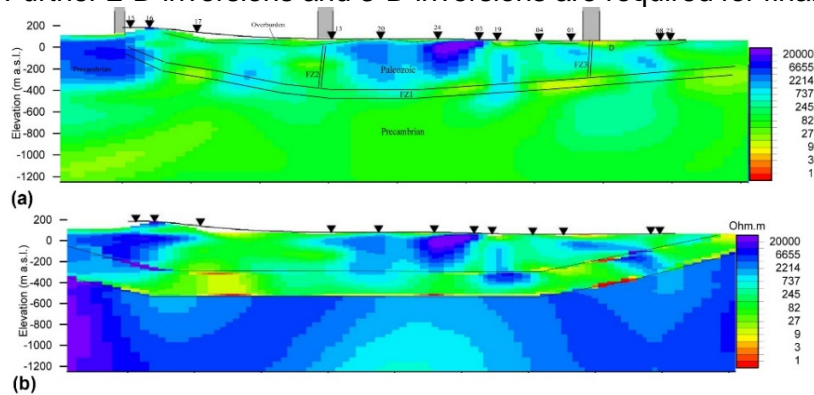 Further 2-D inversions and 3-D inversions are required for final
15 16 17 Overburden 13 20 24 03 19 04 01 08 23
200
0
-200
-400
-600
-800
-1000
-1200
Elevation (m a.s.l.)
Precambrian
FZ2
Paleozoic
FZ1
FZ3
D
Precambrian
20000
6655
2214
737
245
82
27
9
3
1
(a)
Ohm.m
200
0
-200
-400
-600
-800
-1000
-1200
Elevation (m a.s.l.)
20000
6655
2214
737
245
82
27
9
3
1
(b)